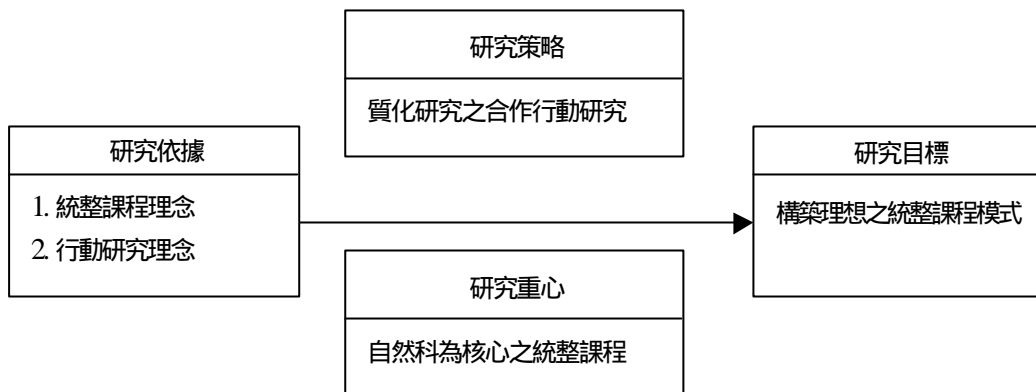 研究策略
質化研究之合作行動研究
研究依據
1. 統整課程理念
2. 行動研究理念
研究目標
構築理想之統整課程模式
研究重心
自然科為核心之統整課程